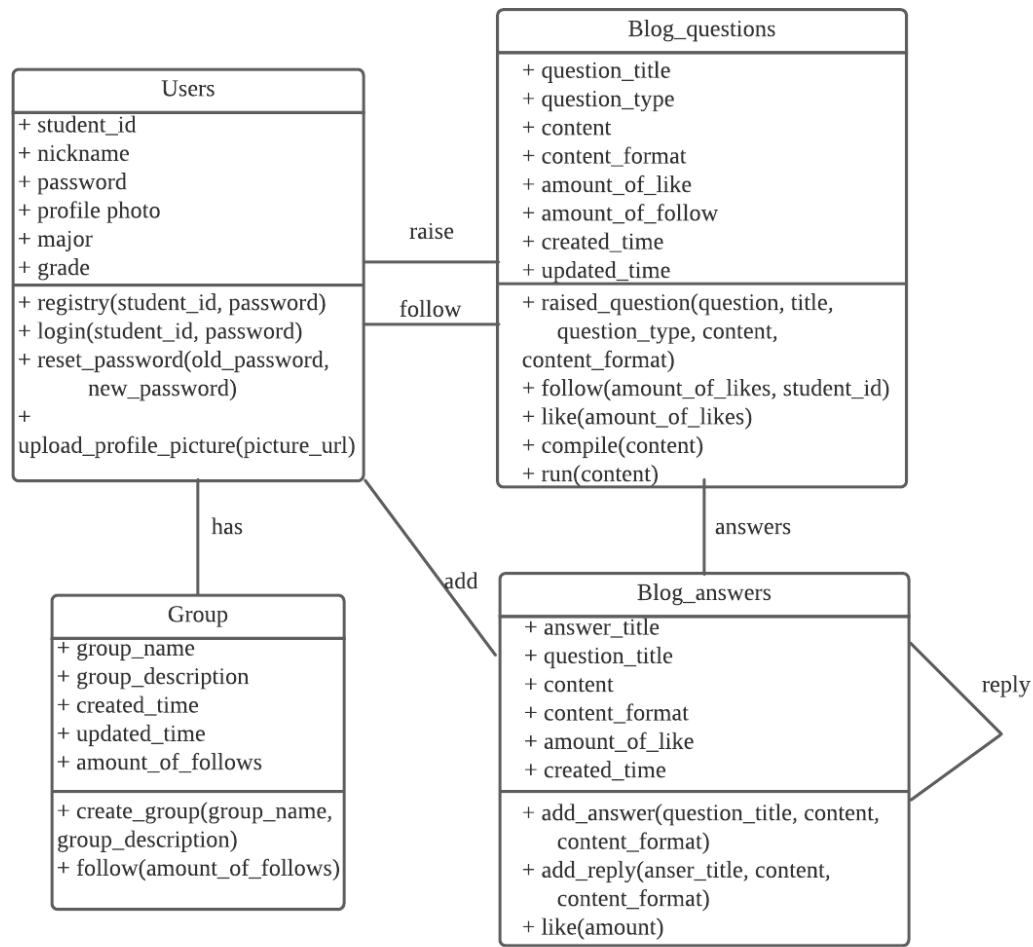 Users
+ student_id
+ nickname
+ password
+ profile photo
+ major
+ grade
+ registry(student_id, password)
+ login(student_id, password)
+ reset_password(old_password,
new_password)
+
upload_profile_picture(picture_url)
raise
follow
Blog_questions
+ question_title
+ question_type
+ content
+ content_format
+ amount_of_like
+ amount_of_follow
+ created_time
+ updated_time
+ raised_question(question, title,
question_type, content,
content_format)
+ follow(amount_of_likes, student_id)
+ like(amount_of_likes)
+ compile(content)
+ run(content)
has
add
answers
Group
+ group_name
+ group_description
+ created_time
+ updated_time
+ amount_of_follows
+ create_group(group_name,
group_description)
+ follow(amount_of_follows)
Blog_answers
+ answer_title
+ question_title
+ content
+ content_format
+ amount_of_like
+ created_time
+ add_answer(question_title, content,
content_format)
+ add_reply(anser_title, content,
content_format)
+ like(amount)
reply